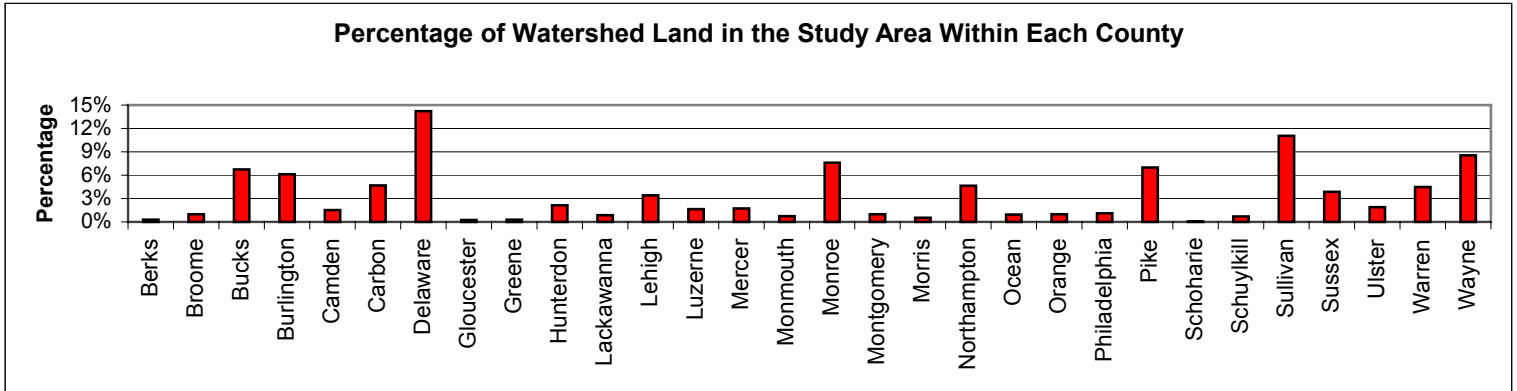 Percentage of Watershed Land in the Study Area Within Each County
Percentage
15%
12%
9%
6%
3%
0%
Berks
Broome
Bucks
Burlington
Camden
Carbon
Delaware
Gloucester
Greene
Hunterdon
Lackawanna
Lehigh
Luzerne
Mercer
Monmouth
Monroe
Montgomery
Morris
Northampton
Ocean
Orange
Philadelphia
Pike
Schoharie
Schuylkill
Sullivan
Sussex
Ulster
Warren
Wayne